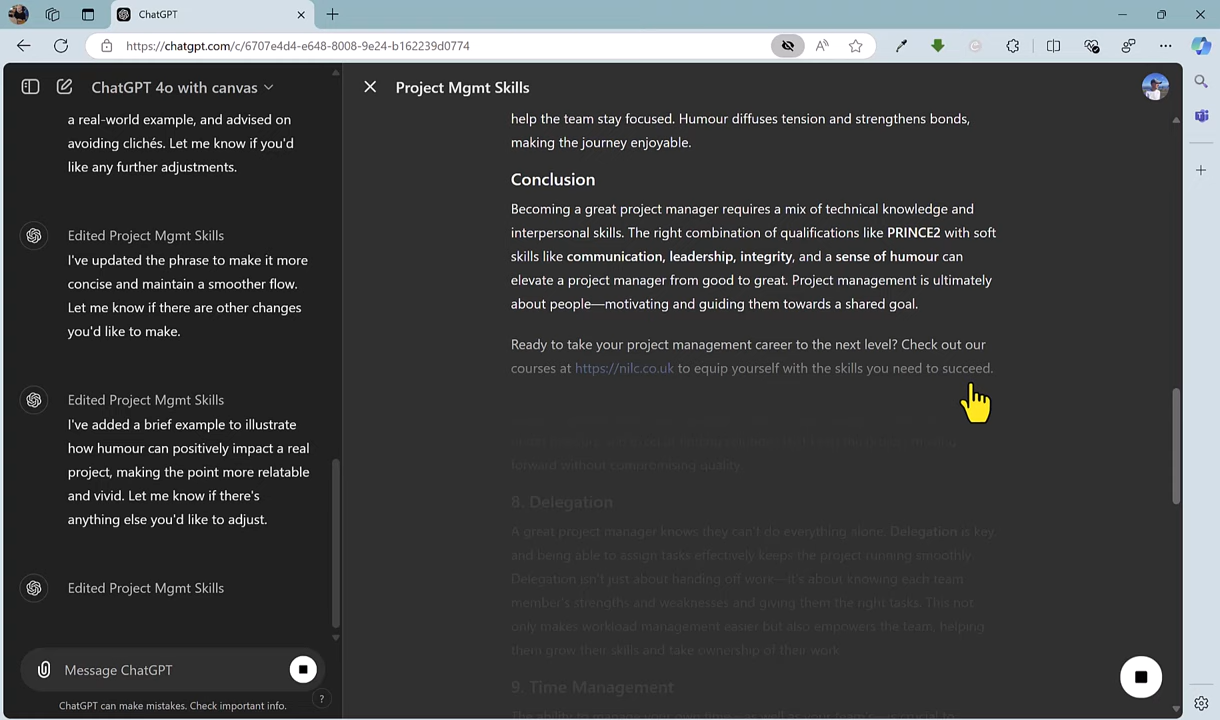 ChatGPT
https://chatgpt.com/c/6707e4d4-e648-8008-9e24-b162239d0774
ChatGPT 4o with canvas
a real-world example, and advised on
avoiding clichés. Let me know if you'd
like any further adjustments.
Edited Project Mgmt Skills
I've updated the phrase to make it more
concise and maintain a smoother flow.
Let me know if there are other changes
you'd like to make.
Edited Project Mgmt Skills
I've added a brief example to illustrate
how humour can positively impact a real
project, making the point more relatable
and vivid. Let me know if there's
anything else you'd like to adjust.
Edited Project Mgmt Skills
Message ChatGPT
ChatGPT can make mistakes. Check important info.
?
Project Mgmt Skills
help the team stay focused. Humour diffuses tension and strengthens bonds,
making the journey enjoyable.
Conclusion
Becoming a great project manager requires a mix of technical knowledge and
interpersonal skills. The right combination of qualifications like PRINCE2 with soft
skills like communication, leadership, integrity, and a sense of humour can
elevate a project manager from good to great. Project management is ultimately
about people—motivating and guiding them towards a shared goal.
Ready to take your project management career to the next level? Check out our
courses at https://nilc.co.uk to equip yourself with the skills you need to succeed.
forward without compromising quality.
8. Delegation
A great project manager knows they can't do everything alone. Delegation is key,
and being able to assign tasks effectively keeps the project running smoothly.
Delegation isn't just about handing off work—it's about knowing each team
member's strengths and weaknesses and giving them the right tasks. This not
only makes workload management easier but also empowers the team, helping
them grow their skills and take ownership of their work.
9. Time Management